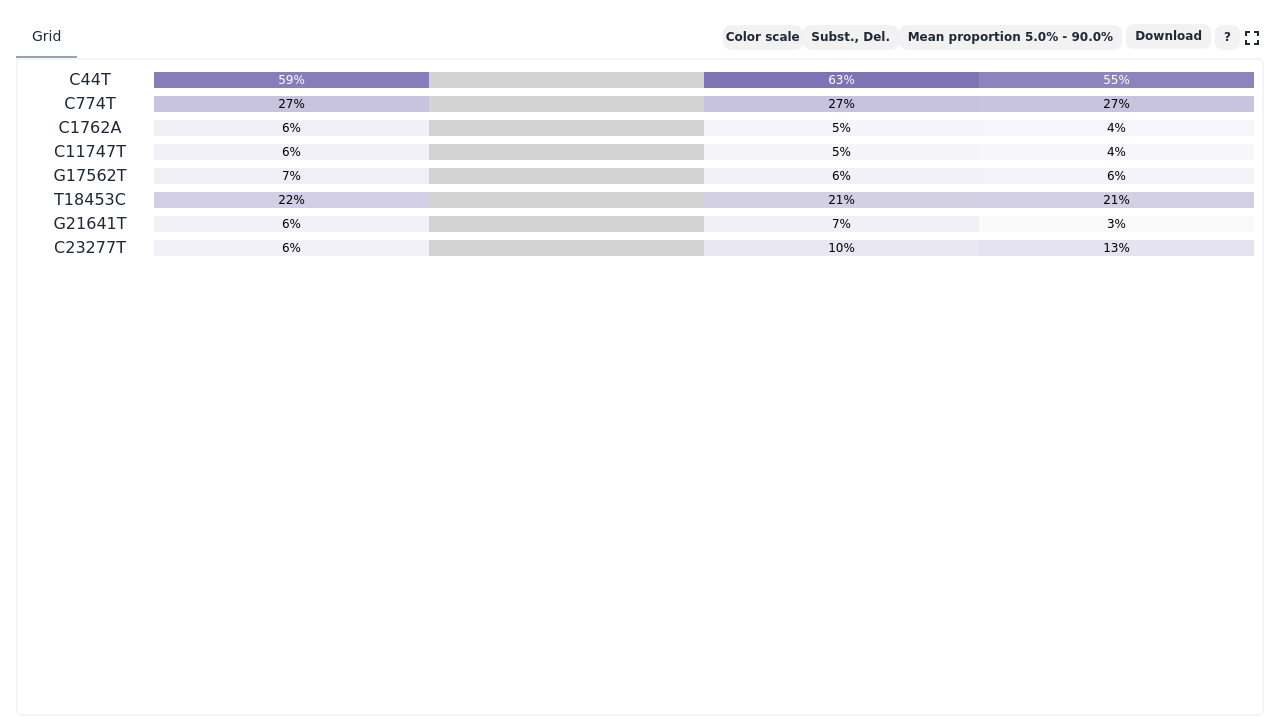 Grid
Color scale Subst., Del. Mean proportion 5.0% - 90.0% Download ?
C44T 59% 63% 55%
C774T 27% 27% 27%
C1762A 6% 5% 4%
C11747T 6% 5% 4%
G17562T 7% 6% 6%
T18453C 22% 21% 21%
G21641T 6% 7% 3%
C23277T 6% 10% 13%